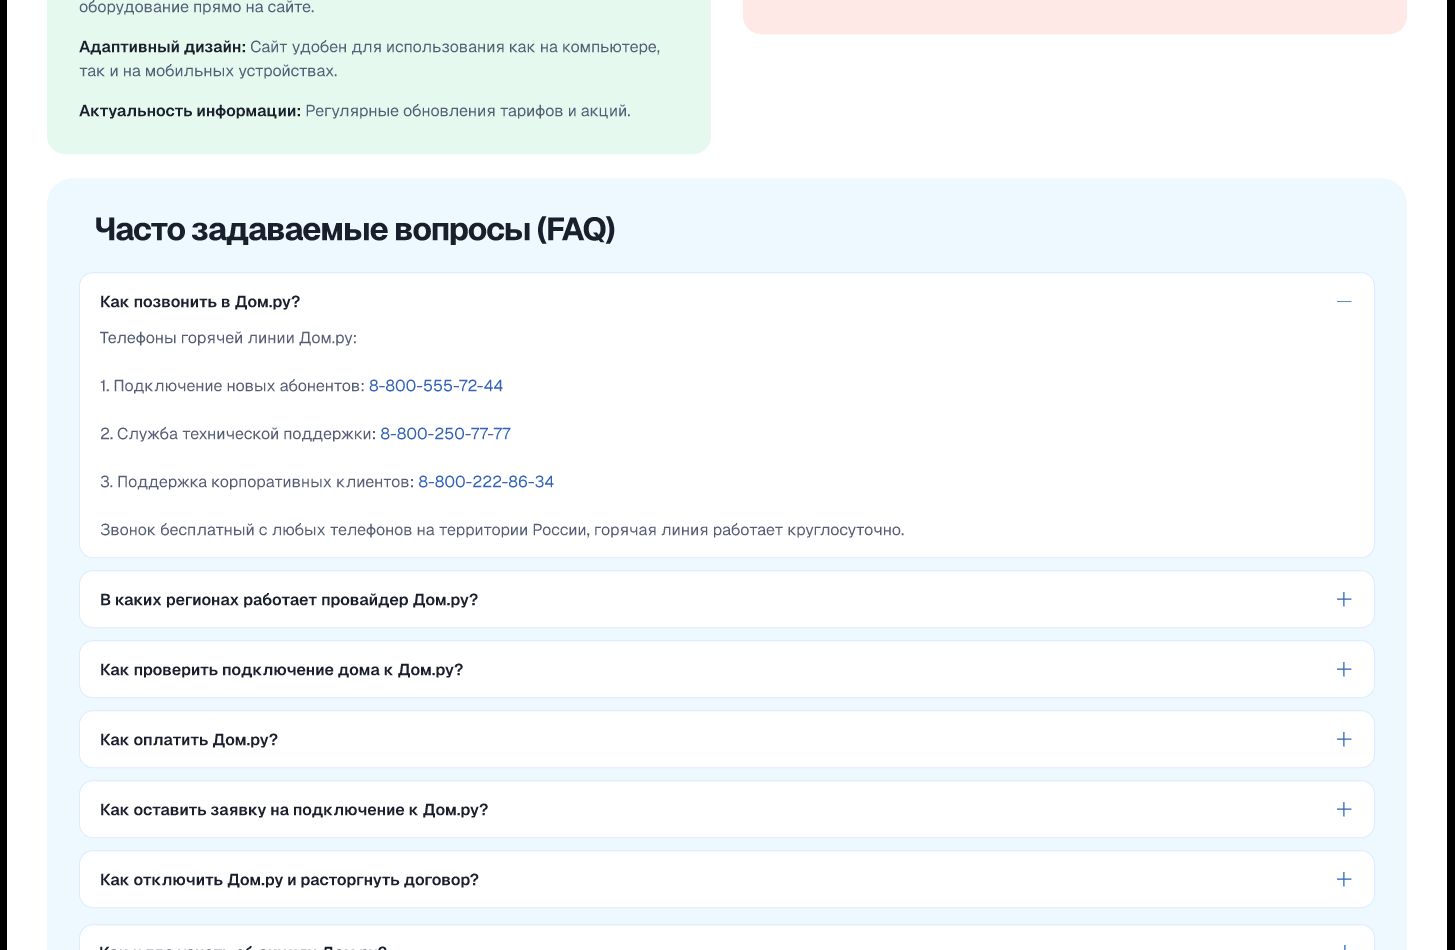 оборудование прямо на сайте.
Адаптивный дизайн: Сайт удобен для использования как на компьютере,
так и на мобильных устройствах.
Актуальность информации: Регулярные обновления тарифов и акций.
Часто задаваемые вопросы (FAQ)
Как позвонить в Дом.ру?
Телефоны горячей линии Дом.ру:
1. Подключение новых абонентов: 8-800-555-72-44
2. Служба технической поддержки: 8-800-250-77-77
3. Поддержка корпоративных клиентов: 8-800-222-86-34
Звонок бесплатный с любых телефонов на территории России, горячая линия работает круглосуточно.
В каких регионах работает провайдер Дом.ру?
Как проверить подключение дома к Дом.ру?
Как оплатить Дом.ру?
Как оставить заявку на подключение к Дом.ру?
Как отключить Дом.ру и расторгнуть договор?